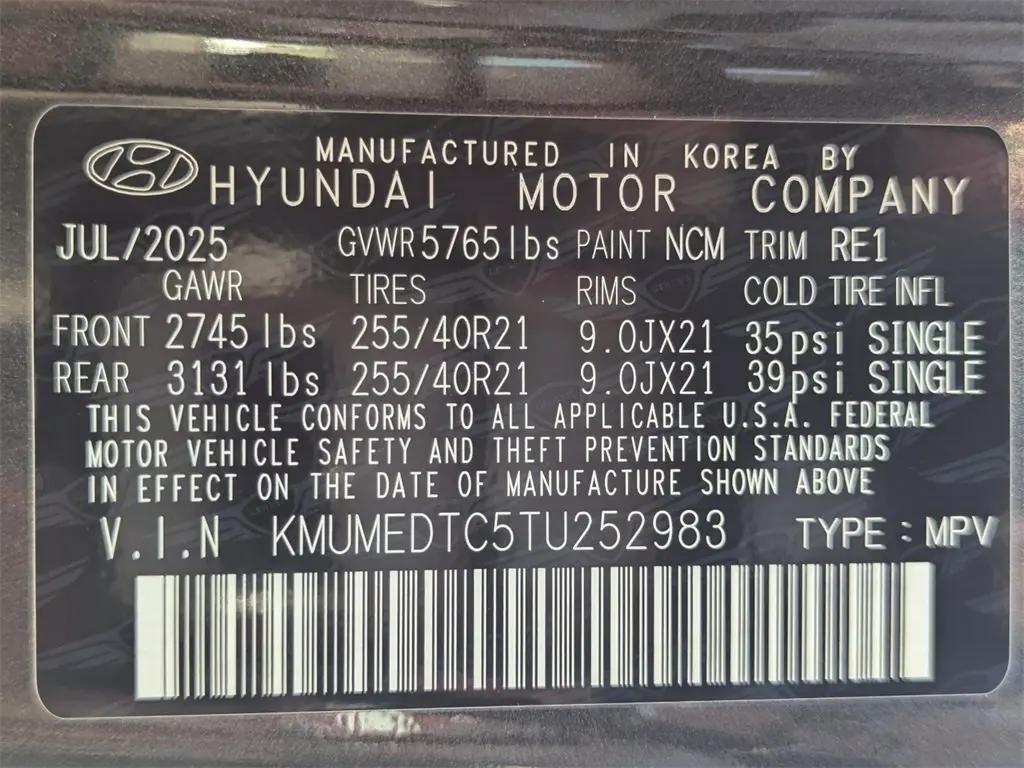 MANUFACTURED IN KOREA BY
HYUNDAI MOTOR COMPANY
JUL/2025 GVWR 5765lbs PAINT NCM TRIM RE1
GAWR TIRES RIMS COLD TIRE INFL
FRONT 2745 lbs 255/40R21 9.0JX21 35psi SINGLE
REAR 3131 lbs 255/40R21 9.0JX21 39psi SINGLE
THIS VEHICLE CONFORMS TO ALL APPLICABLE U.S.A. FEDERAL
MOTOR VEHICLE SAFETY AND THEFT PREVENTION STANDARDS
IN EFFECT ON THE DATE OF MANUFACTURE SHOWN ABOVE
V.I.N KMUMEDTC5TU252983 TYPE : MPV